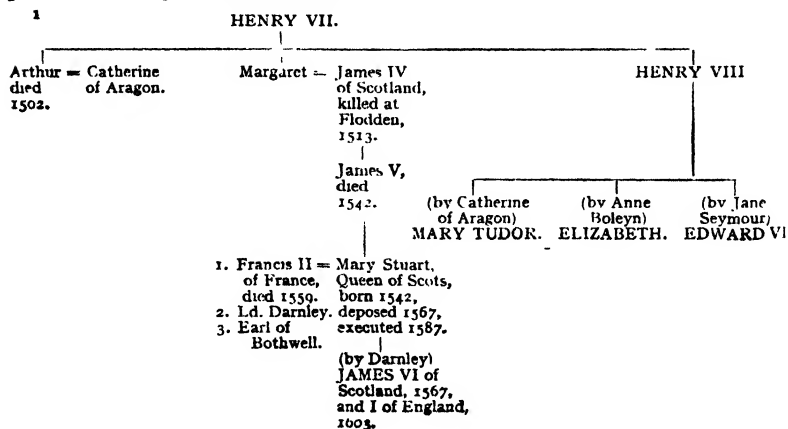 1
HENRY VII.
Arthur = Catherine
died of Aragon.
1502.
Margaret = James IV
of Scotland,
killed at
Flodden,
1513.
HENRY VIII
James V,
died
1542.
(by Catherine
of Aragon)
MARY TUDOR.
(by Anne
Boleyn)
ELIZABETH.
(by Jane
Seymour)
EDWARD VI
1. Francis II = Mary Stuart,
of France, Queen of Scots,
died 1559. born 1542,
2. Ld. Darnley. deposed 1567,
3. Earl of executed 1587.
Bothwell.
(by Darnley)
JAMES VI of
Scotland, 1567,
and I of England,
1603.